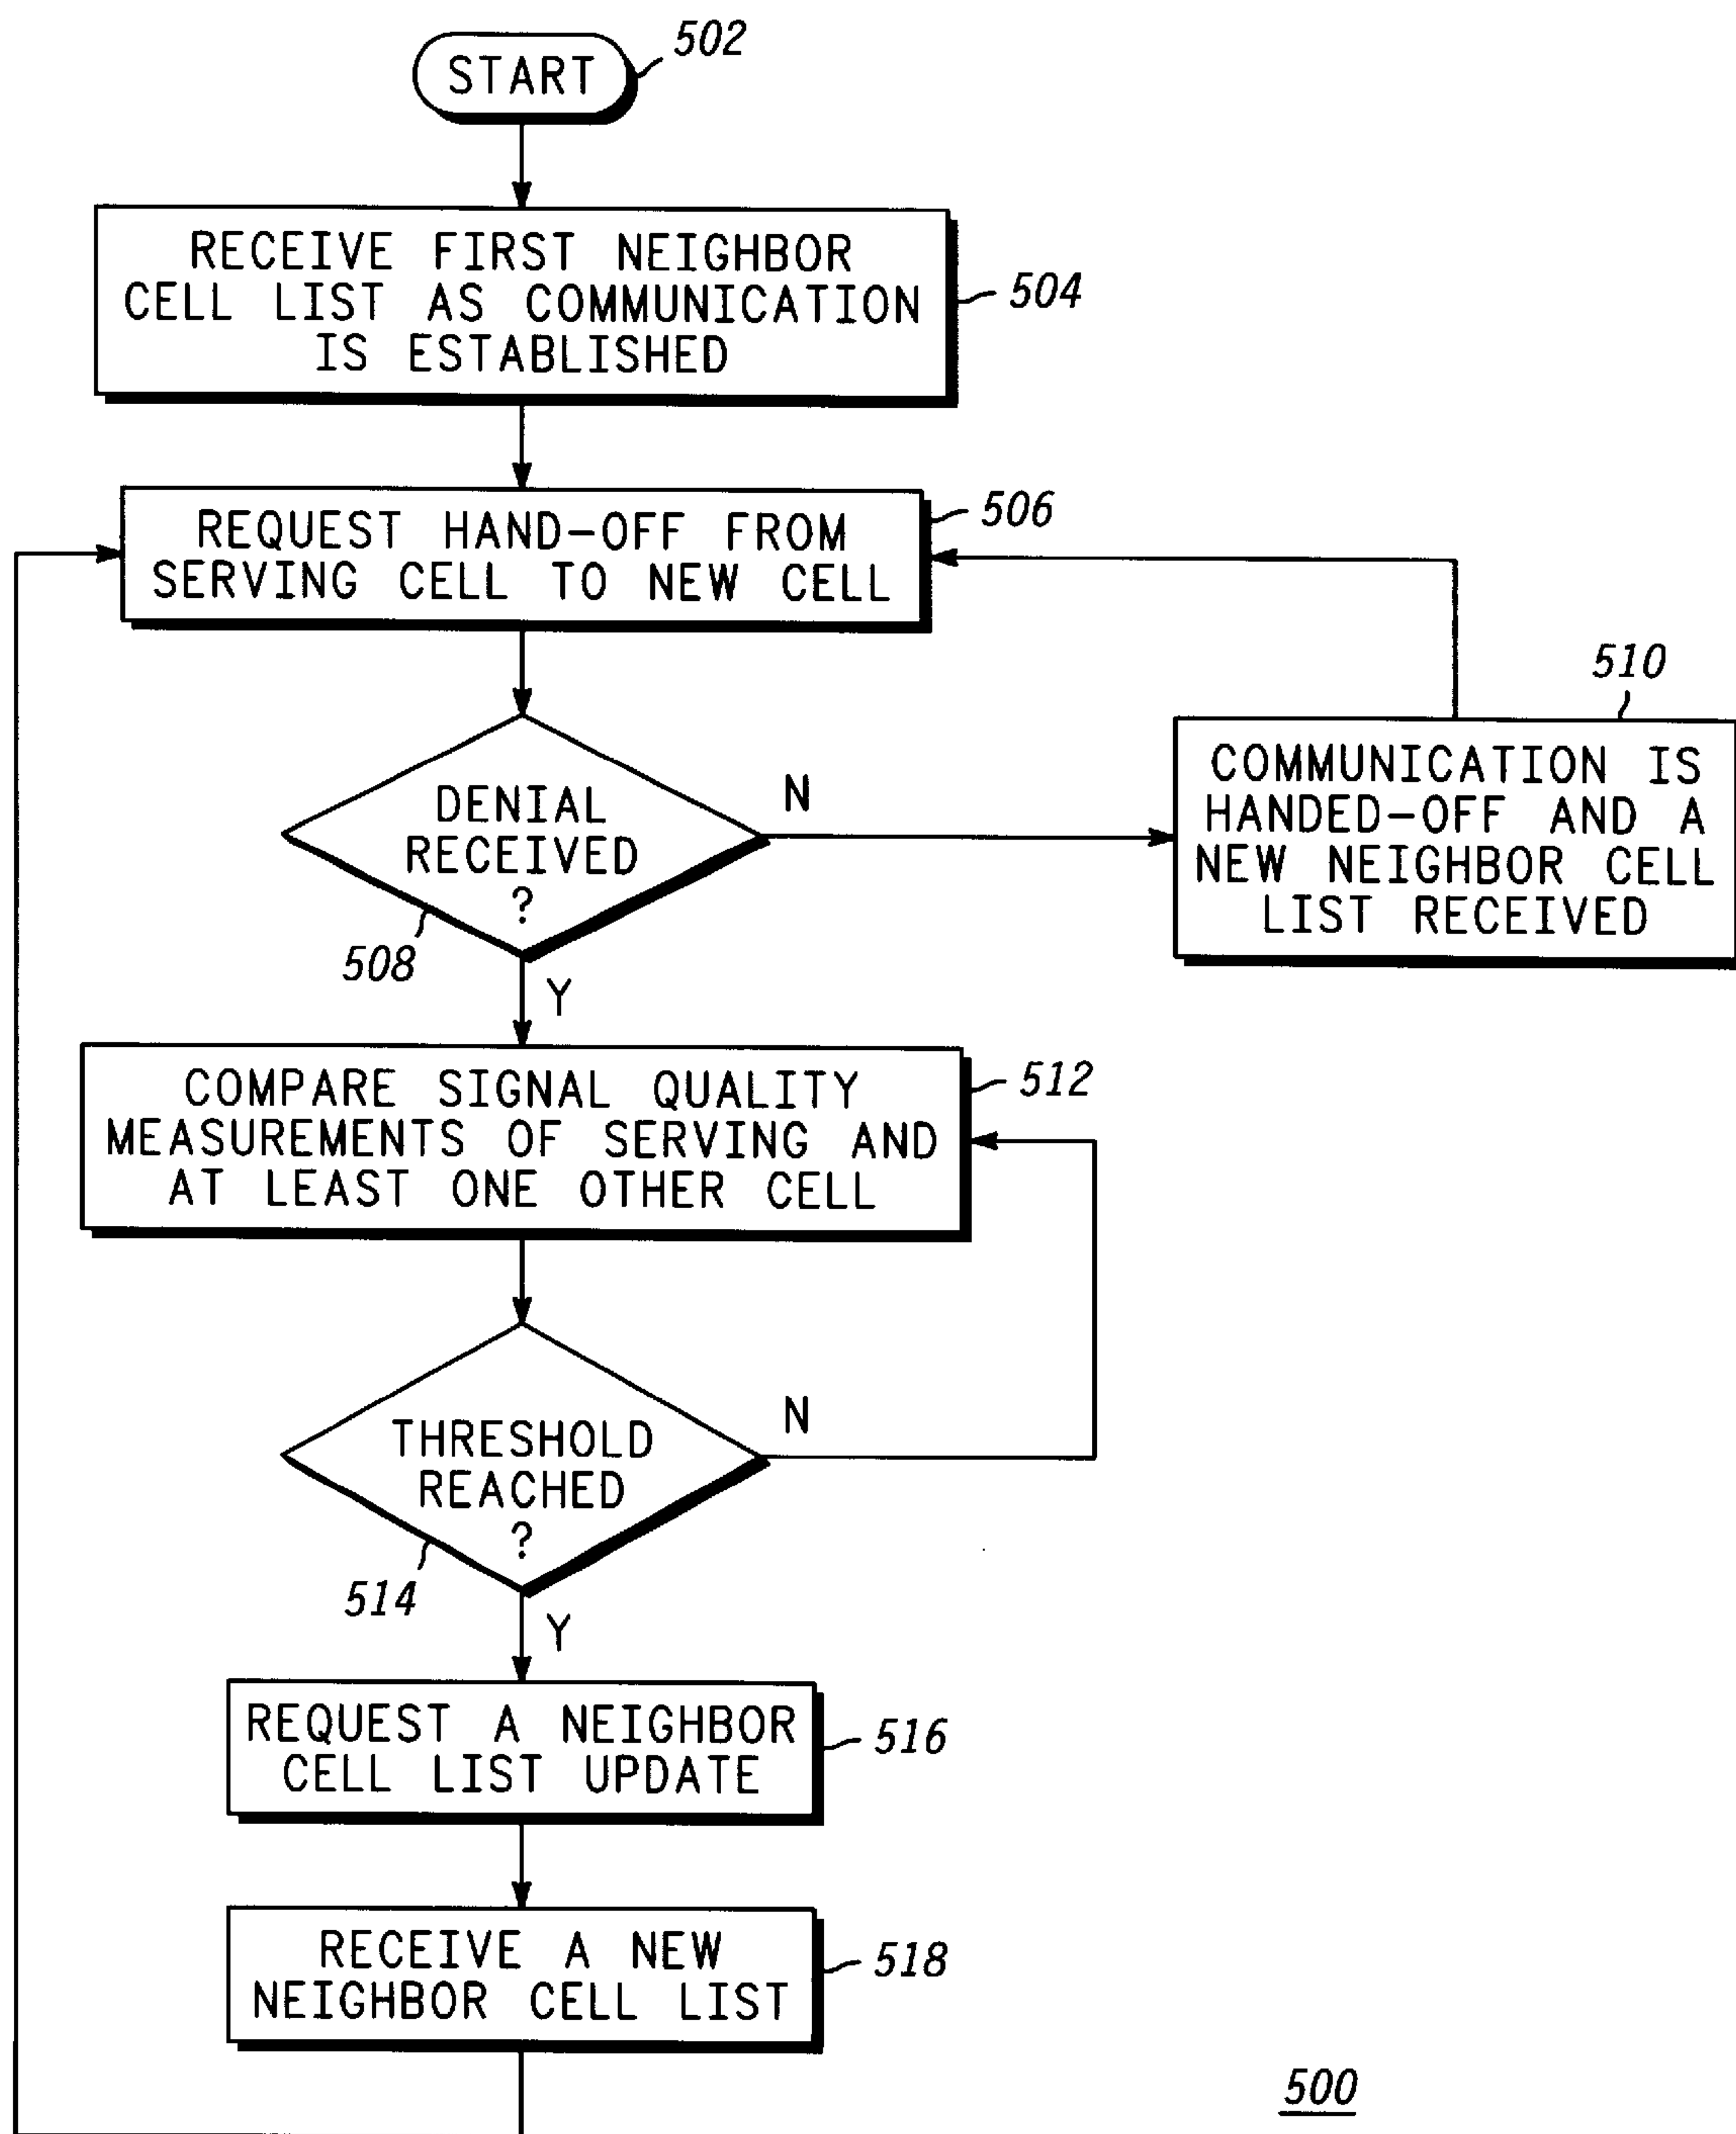 START
502
RECEIVE FIRST NEIGHBOR
CELL LIST AS COMMUNICATION
IS ESTABLISHED
504
REQUEST HAND-OFF FROM
SERVING CELL TO NEW CELL
506
DENIAL
RECEIVED
?
508
N
Y
510
COMMUNICATION IS
HANDED-OFF AND A
NEW NEIGHBOR CELL
LIST RECEIVED
COMPARE SIGNAL QUALITY
MEASUREMENTS OF SERVING AND
AT LEAST ONE OTHER CELL
512
THRESHOLD
REACHED
?
514
N
Y
REQUEST A NEIGHBOR
CELL LIST UPDATE
516
RECEIVE A NEW
NEIGHBOR CELL LIST
518
500